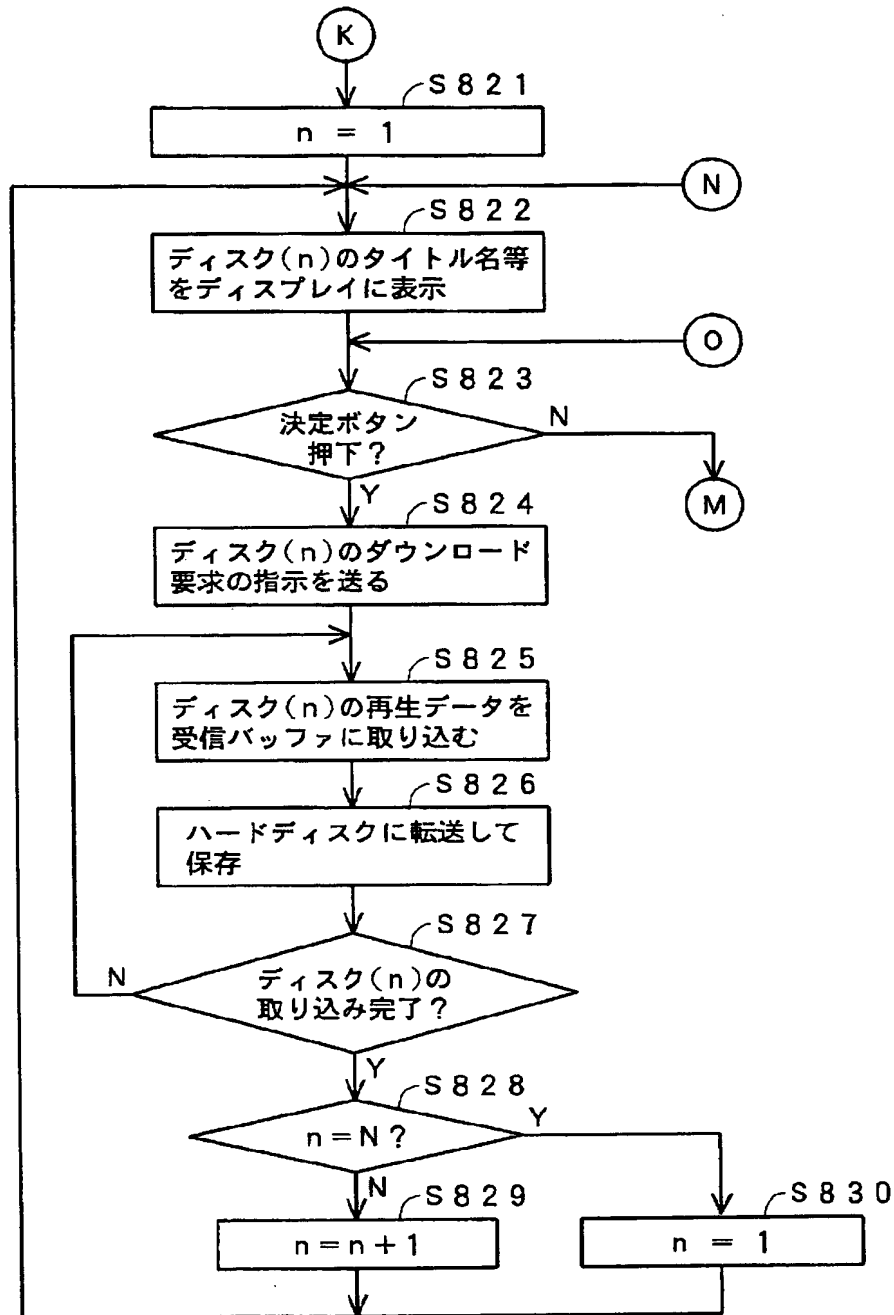 K
S821
n = 1
N
S822
ディスク(n)のタイトル名等
をディスプレイに表示
O
S823
決定ボタン
押下?
N
Y
M
S824
ディスク(n)のダウンロード
要求の指示を送る
S825
ディスク(n)の再生データを
受信バッファに取り込む
S826
ハードディスクに転送して
保存
S827
N
ディスク(n)の
取り込み完了?
Y
S828
n=N?
Y
N
S829
n=n+1
S830
n = 1